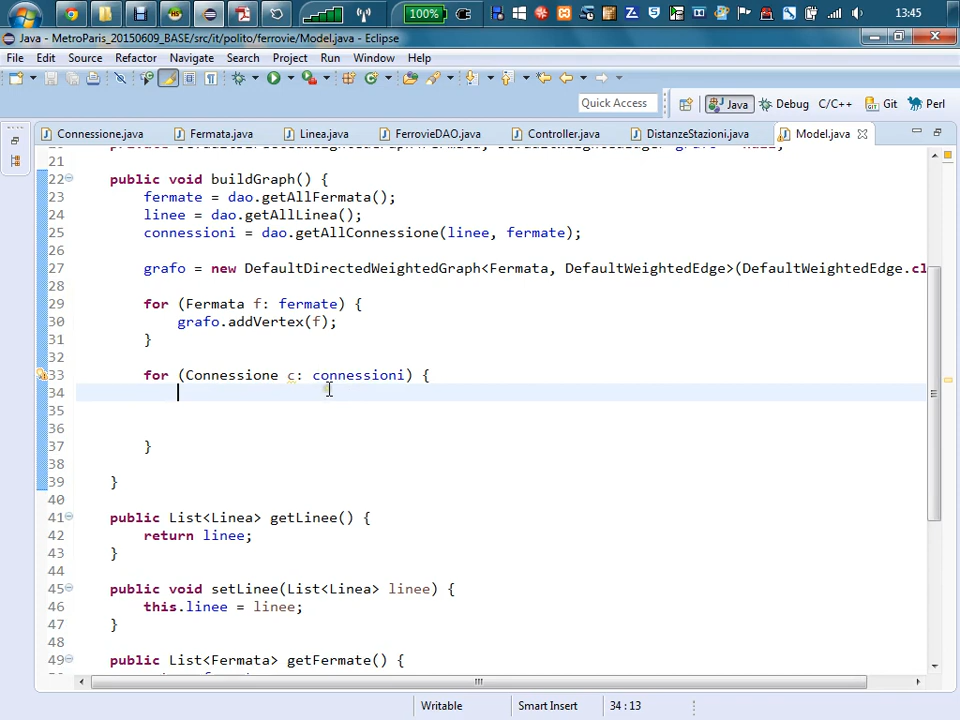 100%
13:45
Java - MetroParis_20150609_BASE/src/it/polito/ferrovie/Model.java - Eclipse
File Edit Source Refactor Navigate Search Project Run Window Help
Quick Access Java Debug C/C++ Git Perl
Connessione.java Fermata.java Linea.java FerrovieDAO.java Controller.java DistanzeStazioni.java Model.java
21
22 public void buildGraph() {
23 fermate = dao.getAllFermata();
24 linee = dao.getAllLinea();
25 connessioni = dao.getAllConnessione(linee, fermate);
26
27 grafo = new DefaultDirectedWeightedGraph<Fermata, DefaultWeightedEdge>(DefaultWeightedEdge.cl
28
29 for (Fermata f: fermate) {
30 grafo.addVertex(f);
31 }
32
33 for (Connessione c: connessioni) {
34
35
36
37 }
38
39 }
40
41 public List<Linea> getLinee() {
42 return linee;
43 }
44
45 public void setLinee(List<Linea> linee) {
46 this.linee = linee;
47 }
48
49 public List<Fermata> getFermate() {
Writable Smart Insert 34 : 13